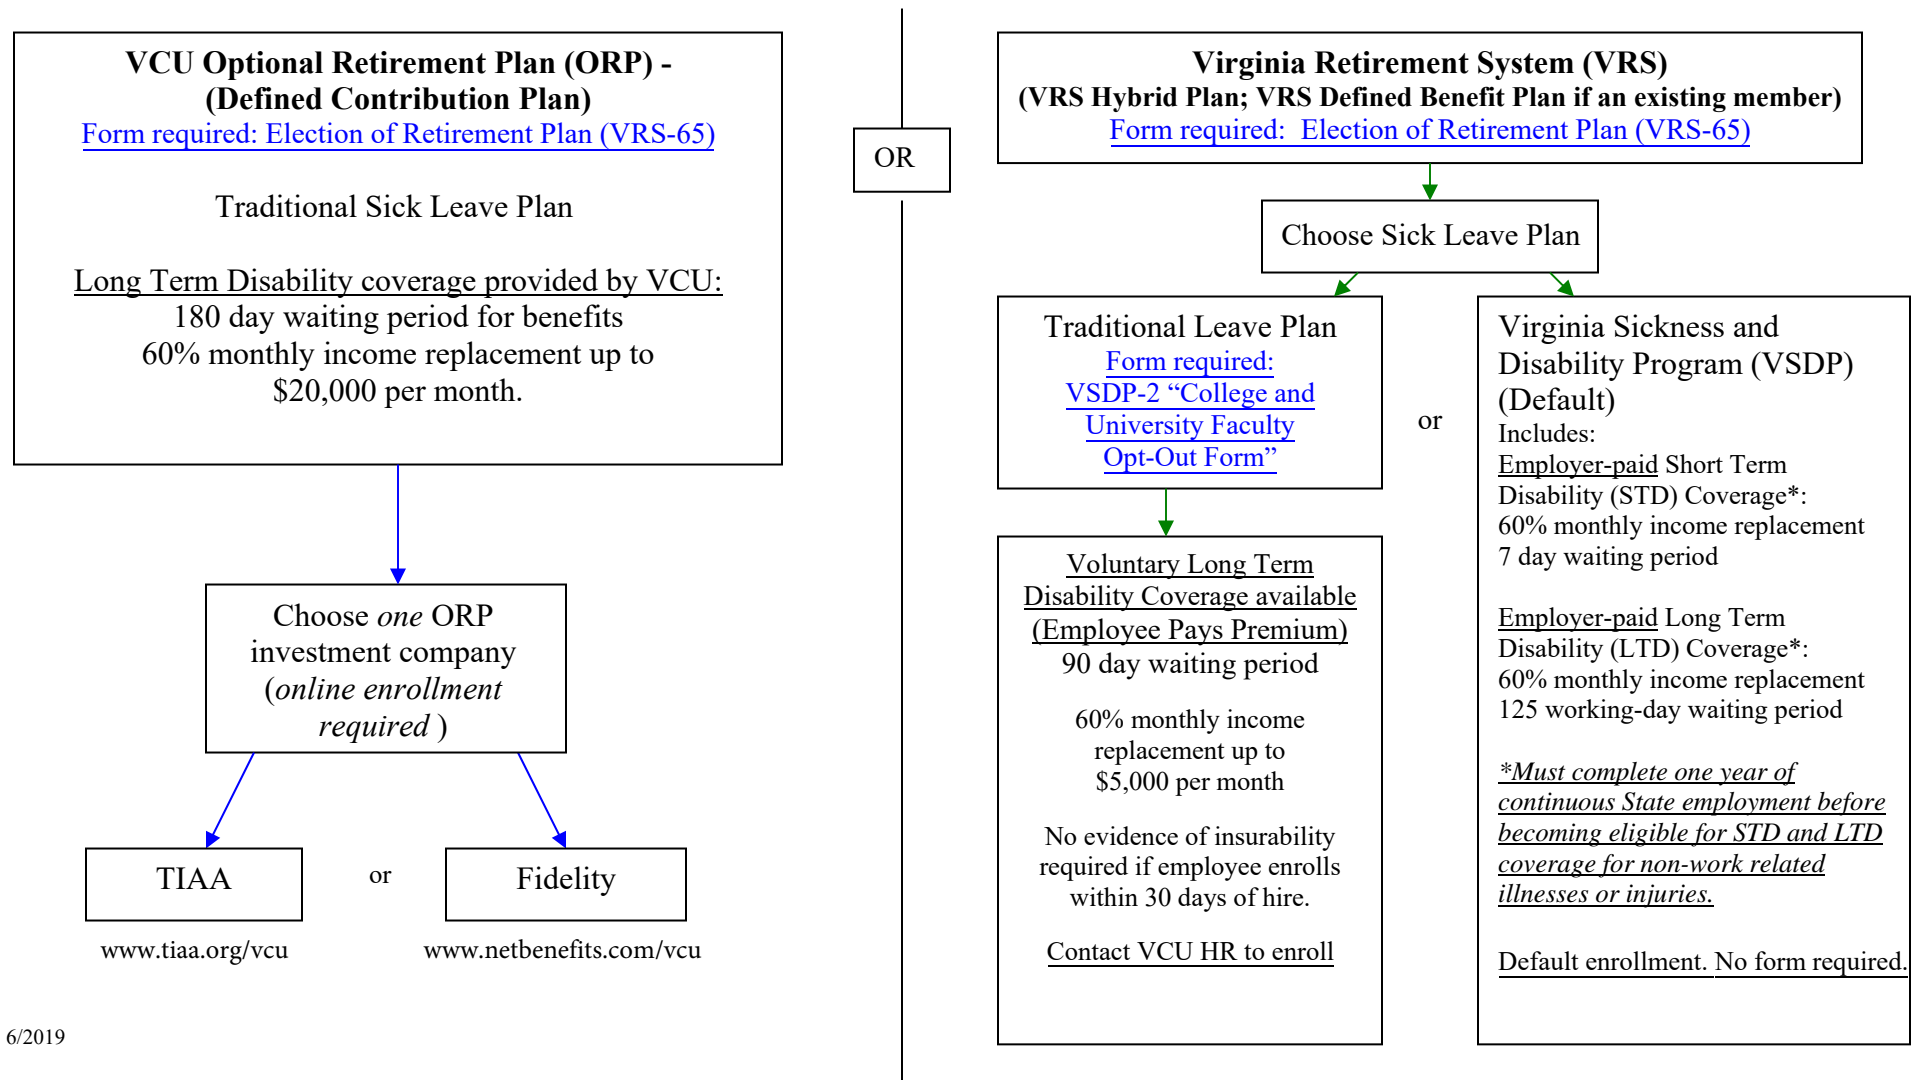 VCU Optional Retirement Plan (ORP) -
(Defined Contribution Plan)
Form required: Election of Retirement Plan (VRS-65)
Traditional Sick Leave Plan
Long Term Disability coverage provided by VCU:
180 day waiting period for benefits
60% monthly income replacement up to
$20,000 per month.
Choose one ORP
investment company
(online enrollment
required )
TIAA
or
Fidelity
www.tiaa.org/vcu
www.netbenefits.com/vcu
6/2019
OR
Virginia Retirement System (VRS)
(VRS Hybrid Plan; VRS Defined Benefit Plan if an existing member)
Form required: Election of Retirement Plan (VRS-65)
Choose Sick Leave Plan
Traditional Leave Plan
Form required:
VSDP-2 “College and
University Faculty
Opt-Out Form”
Voluntary Long Term
Disability Coverage available
(Employee Pays Premium)
90 day waiting period
60% monthly income
replacement up to
$5,000 per month
No evidence of insurability
required if employee enrolls
within 30 days of hire.
Contact VCU HR to enroll
or
Virginia Sickness and
Disability Program (VSDP)
(Default)
Includes:
Employer-paid Short Term
Disability (STD) Coverage*:
60% monthly income replacement
7 day waiting period
Employer-paid Long Term
Disability (LTD) Coverage*:
60% monthly income replacement
125 working-day waiting period
*Must complete one year of
continuous State employment before
becoming eligible for STD and LTD
coverage for non-work related
illnesses or injuries.
Default enrollment. No form required.